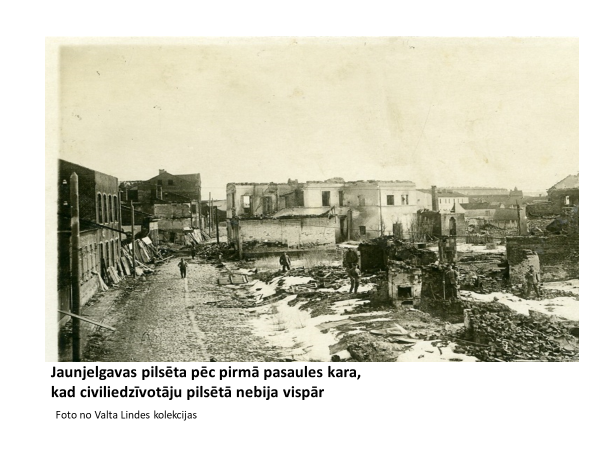 Jaunjelgavas pilsēta pēc pirmā pasaules kara,
kad civiliedzīvotāju pilsētā nebija vispār
Foto no Valta Lindes kolekcijas